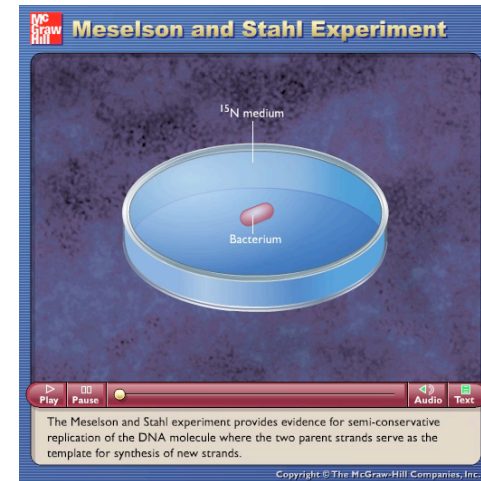 Mc
Graw
Hill
Meselson and Stahl Experiment
15N medium
Bacterium
Play Pause Audio Text
The Meselson and Stahl experiment provides evidence for semi-conservative
replication of the DNA molecule where the two parent strands serve as the
template for synthesis of new strands.
Copyright © The McGraw-Hill Companies, Inc.